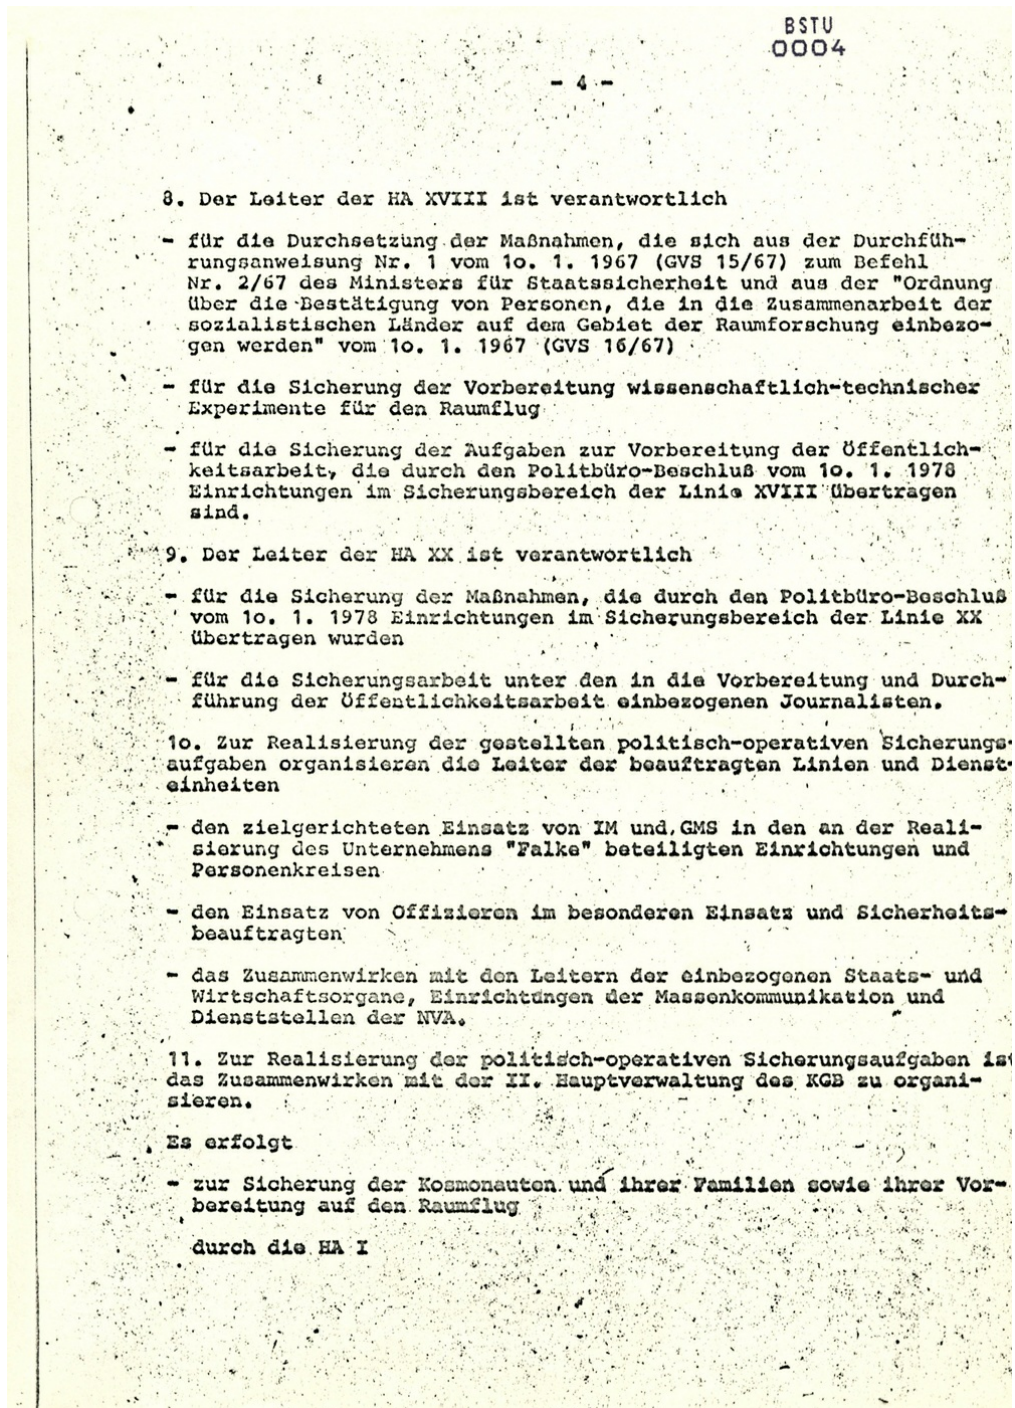 BSTU
0004
- 4 -
8. Der Leiter der HA XVIII ist verantwortlich
- für die Durchsetzung der Maßnahmen, die sich aus der Durchfüh-
rungsanweisung Nr. 1 vom 1o. 1. 1967 (GVS 15/67) zum Befehl
Nr. 2/67 des Ministers für Staatssicherheit und aus der "Ordnung
über die Bestätigung von Personen, die in die Zusammenarbeit der
sozialistischen Länder auf dem Gebiet der Raumforschung einbezo-
gen werden" vom 1o. 1. 1967 (GVS 16/67)
- für die Sicherung der Vorbereitung wissenschaftlich-technischer
Experimente für den Raumflug
- für die Sicherung der Aufgaben zur Vorbereitung der Öffentlich-
keitsarbeit, die durch den Politbüro-Beschluß vom 1o. 1. 1978
Einrichtungen im Sicherungsbereich der Linie XVIII übertragen
sind.
9. Der Leiter der HA XX ist verantwortlich
- für die Sicherung der Maßnahmen, die durch den Politbüro-Beschluß
vom 1o. 1. 1978 Einrichtungen im Sicherungsbereich der Linie XX
übertragen wurden
- für die Sicherungsarbeit unter den in die Vorbereitung und Durch-
führung der Öffentlichkeitsarbeit einbezogenen Journalisten.
1o. Zur Realisierung der gestellten politisch-operativen Sicherungs-
aufgaben organisieren die Leiter der beauftragten Linien und Dienst-
einheiten
- den zielgerichteten Einsatz von IM und GMS in den an der Reali-
sierung des Unternehmens "Falke" beteiligten Einrichtungen und
Personenkreisen
- den Einsatz von Offizieren im besonderen Einsatz und Sicherheits-
beauftragten
- das Zusammenwirken mit den Leitern der einbezogenen Staats- und
Wirtschaftsorgane, Einrichtungen der Massenkommunikation und
Dienststellen der NVA.
11. Zur Realisierung der politisch-operativen Sicherungsaufgaben ist
das Zusammenwirken mit der II. Hauptverwaltung des KGB zu organi-
sieren.
Es erfolgt
- zur Sicherung der Kosmonauten und ihrer Familien sowie ihrer Vor-
bereitung auf den Raumflug
durch die HA I